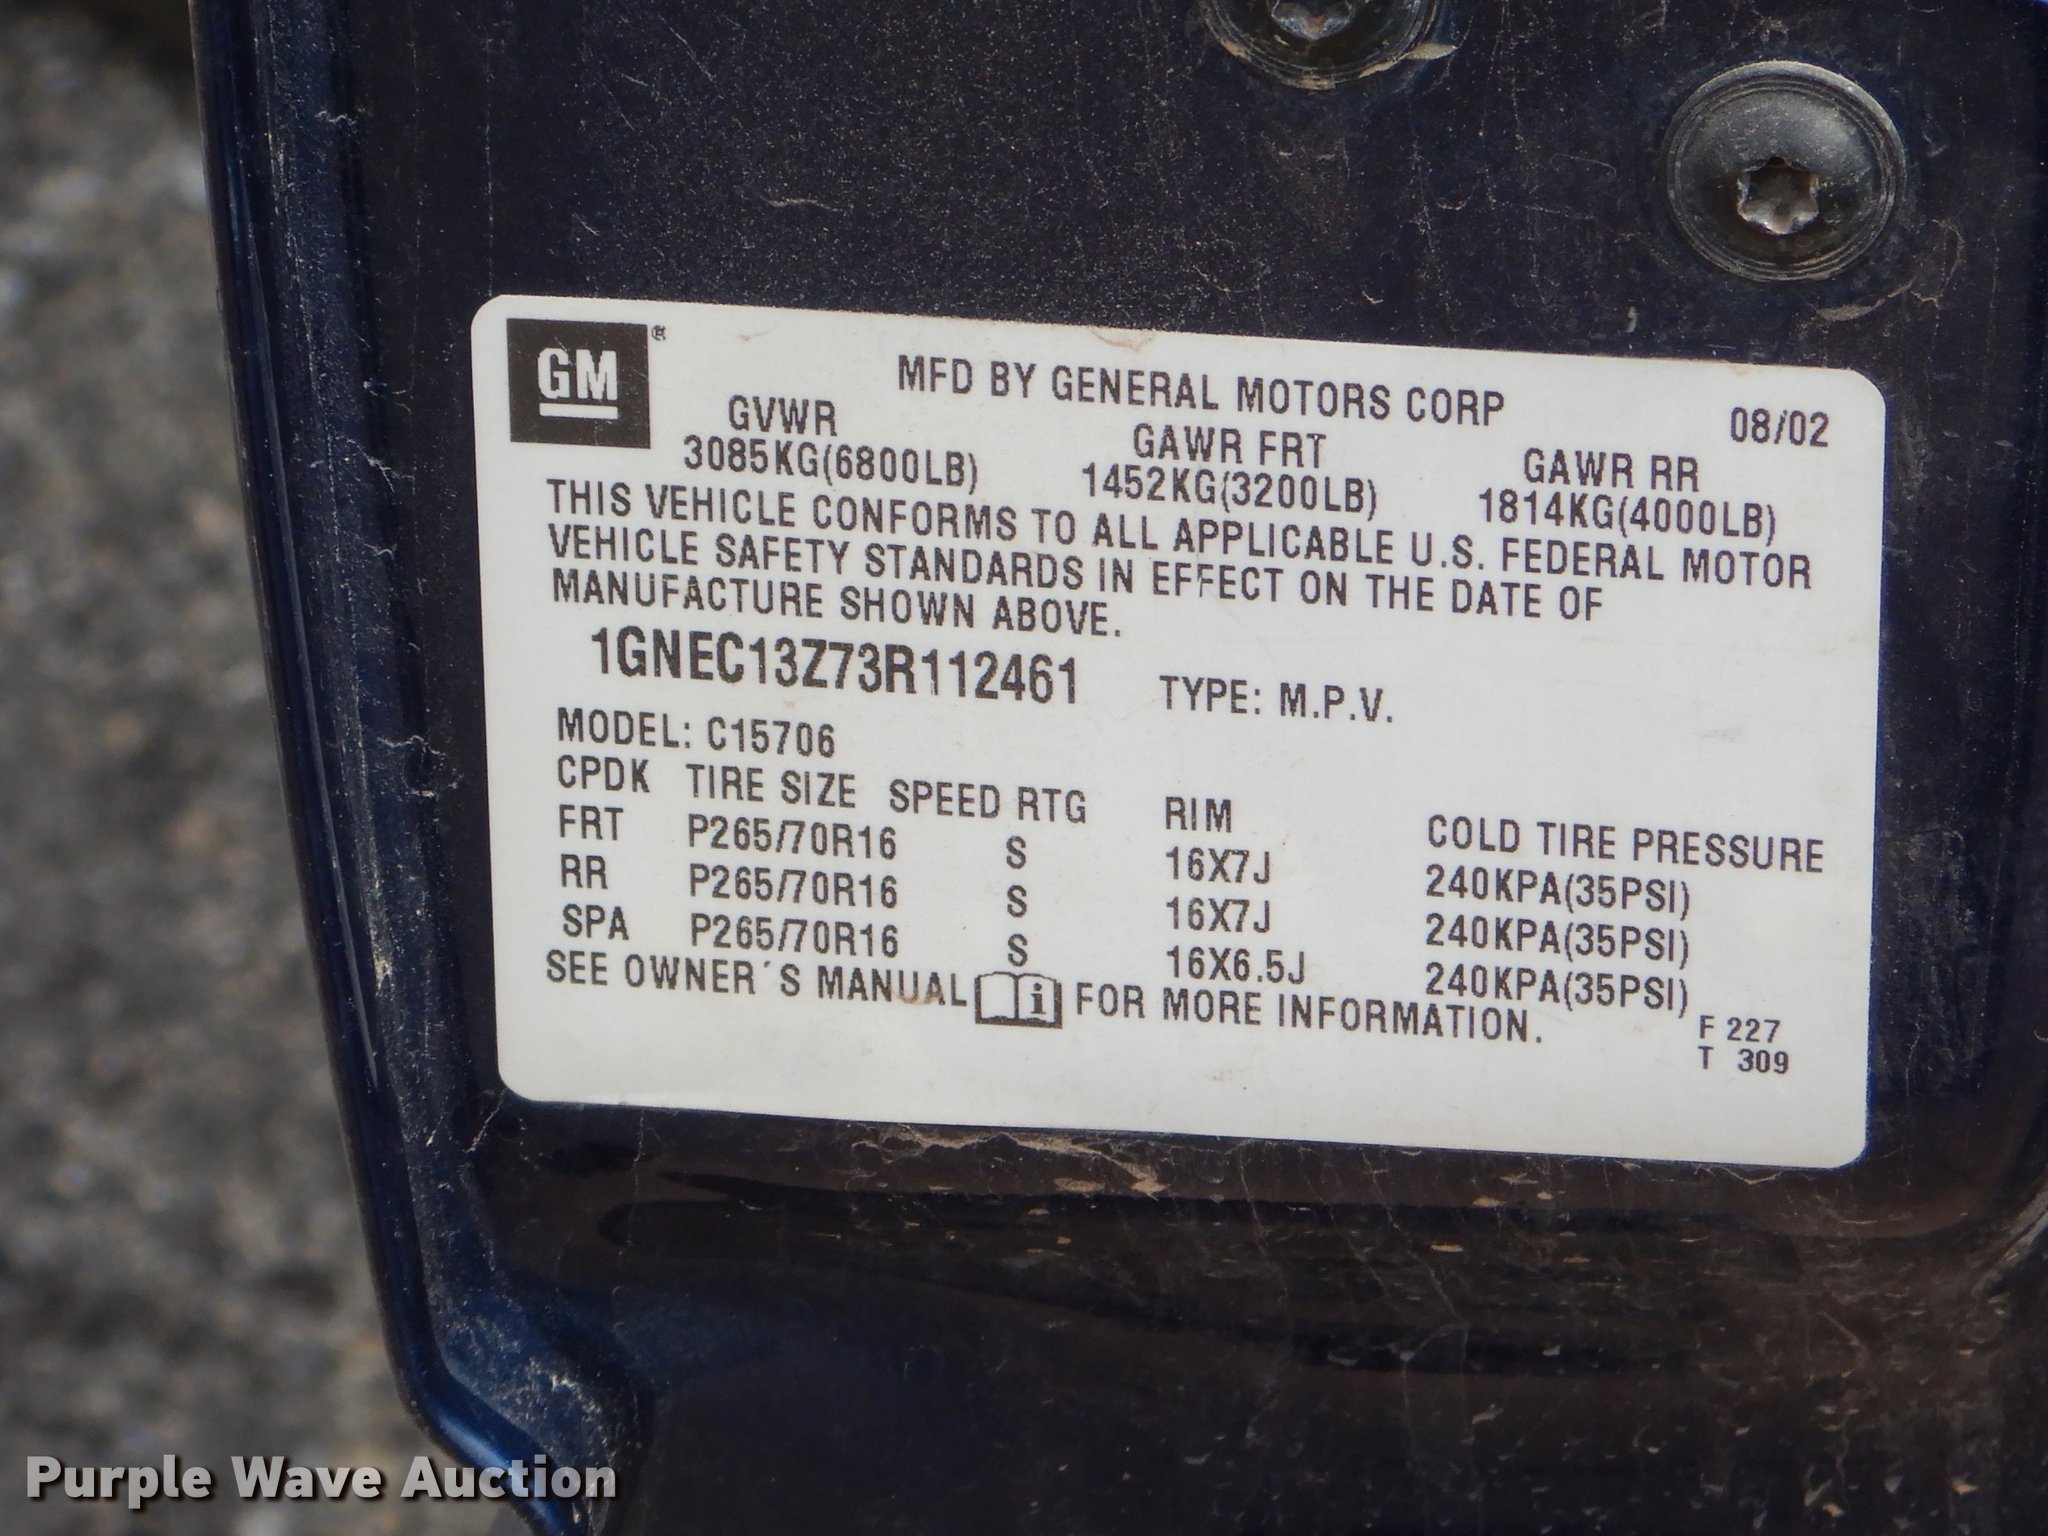 GM®
MFD BY GENERAL MOTORS CORP 08/02
GVWR GAWR FRT GAWR RR
3085KG(6800LB) 1452KG(3200LB) 1814KG(4000LB)
THIS VEHICLE CONFORMS TO ALL APPLICABLE U.S. FEDERAL MOTOR
VEHICLE SAFETY STANDARDS IN EFFECT ON THE DATE OF
MANUFACTURE SHOWN ABOVE.
1GNEC13Z73R112461 TYPE: M.P.V.
MODEL: C15706
CPDK TIRE SIZE SPEED RTG RIM COLD TIRE PRESSURE
FRT P265/70R16 S 16X7J 240KPA(35PSI)
RR P265/70R16 S 16X7J 240KPA(35PSI)
SPA P265/70R16 S 16X6.5J 240KPA(35PSI)
SEE OWNER´S MANUAL i FOR MORE INFORMATION.
F 227
T 309
Purple Wave Auction